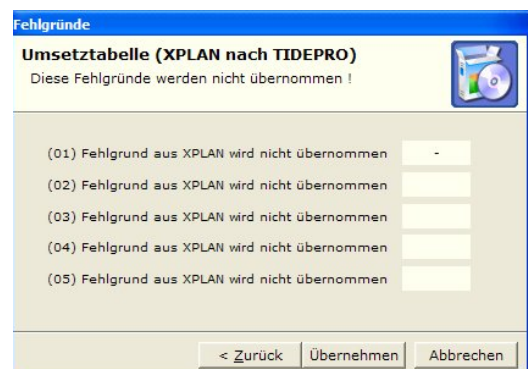 Fehlgründe
Umsetztabelle (XPLAN nach TIDEPRO)
Diese Fehlgründe werden nicht übernommen !
(01) Fehlgrund aus XPLAN wird nicht übernommen -
(02) Fehlgrund aus XPLAN wird nicht übernommen
(03) Fehlgrund aus XPLAN wird nicht übernommen
(04) Fehlgrund aus XPLAN wird nicht übernommen
(05) Fehlgrund aus XPLAN wird nicht übernommen
< Zurück Übernehmen Abbrechen